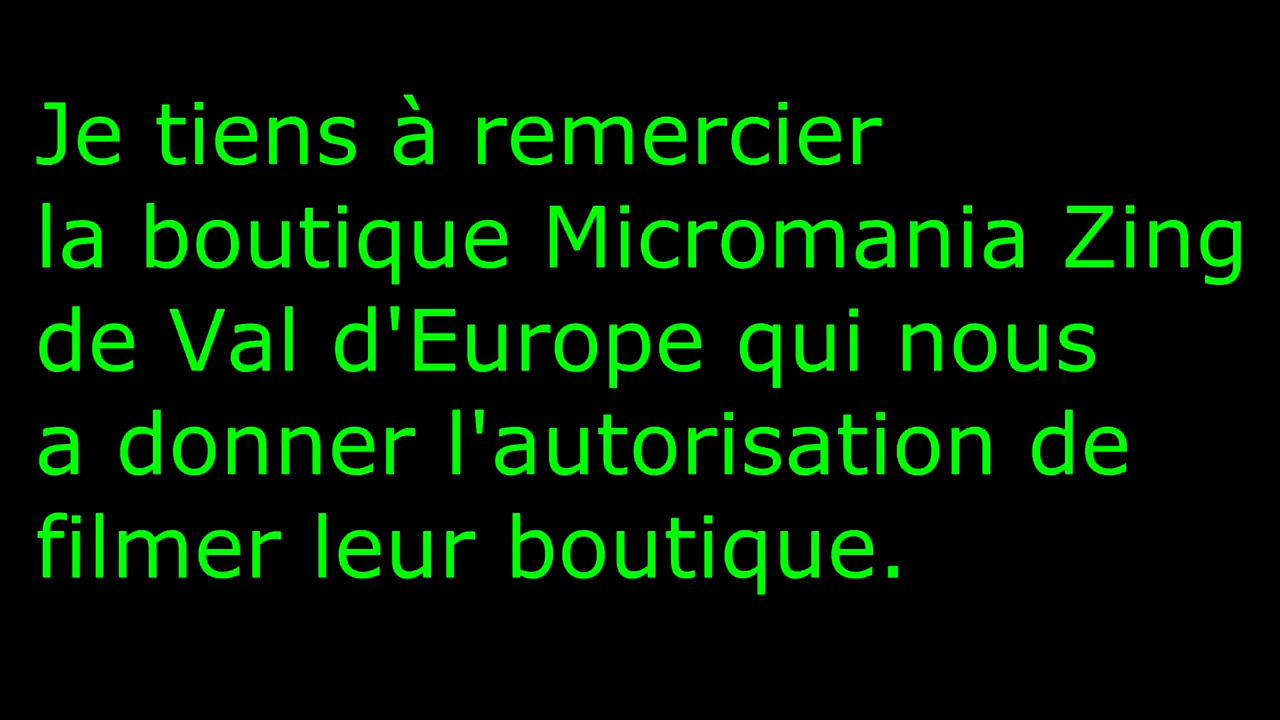 Je tiens à remercier
la boutique Micromania Zing
de Val d'Europe qui nous
a donner l'autorisation de
filmer leur boutique.